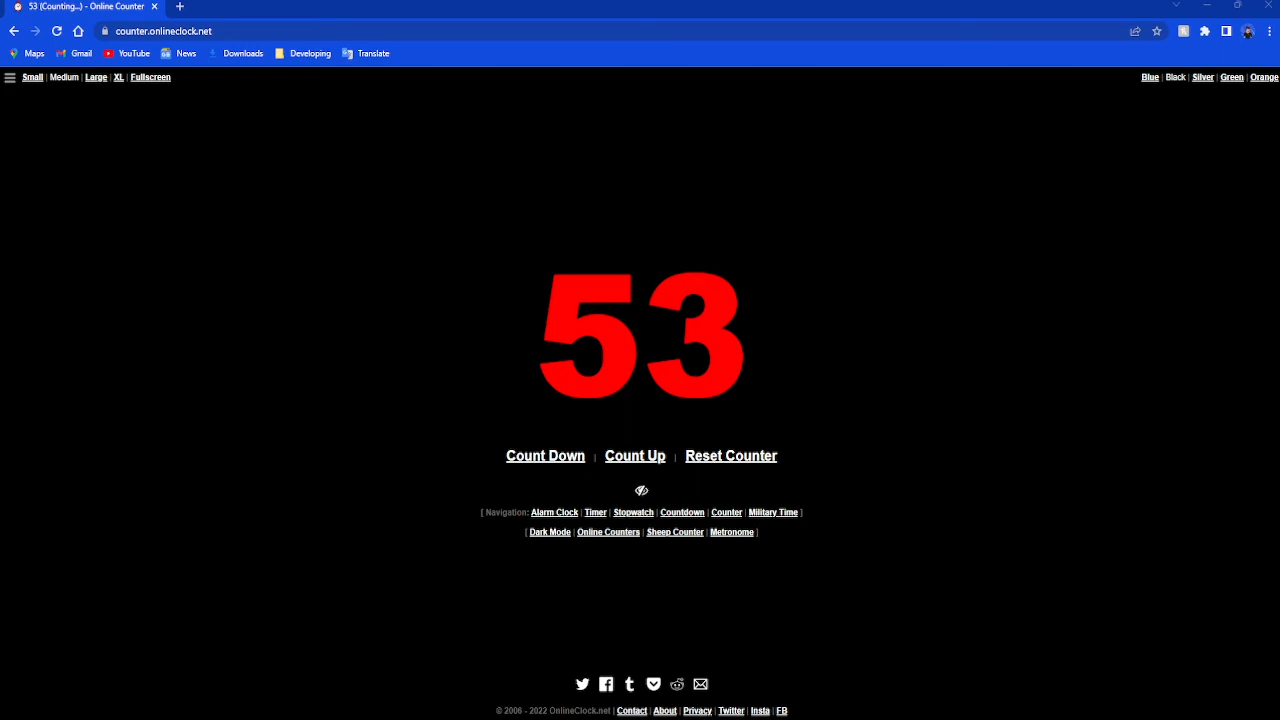 53 (Counting...) - Online Counter
counter.onlineclock.net
Maps Gmail YouTube News Downloads Developing Translate
Small | Medium | Large | XL | Fullscreen
Blue | Black | Silver | Green | Orange
53
Count Down | Count Up | Reset Counter
[ Navigation: Alarm Clock | Timer | Stopwatch | Countdown | Counter | Military Time ]
[ Dark Mode | Online Counters | Sheep Counter | Metronome ]
© 2006 - 2022 OnlineClock.net | Contact | About | Privacy | Twitter | Insta | FB